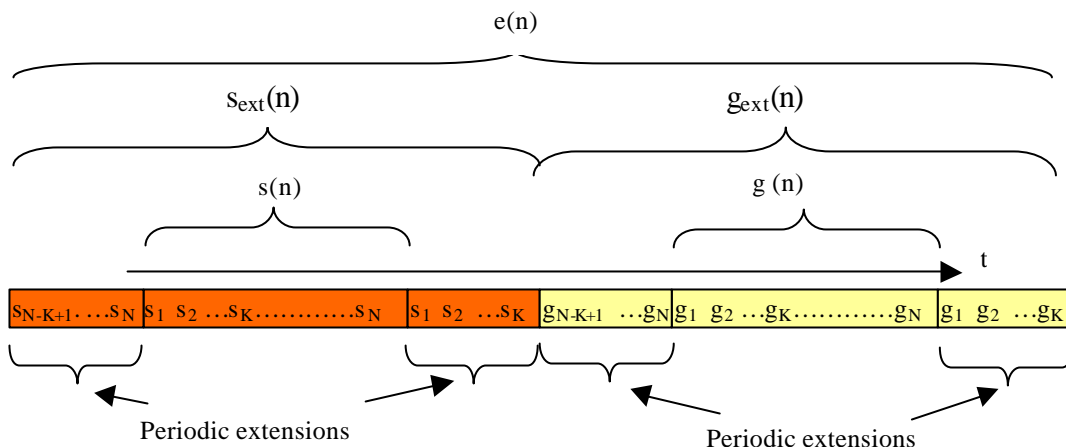 e(n)
s_ext(n) g_ext(n)
s(n) g (n)
t
s_N-K+1. ....s_N s_1 s_2 ...s_K............s_N s_1 s_2 ...s_K g_N-K+1 ...g_N g_1 g_2 ...g_K...........g_N g_1 g_2 ...g_K
Periodic extensions Periodic extensions